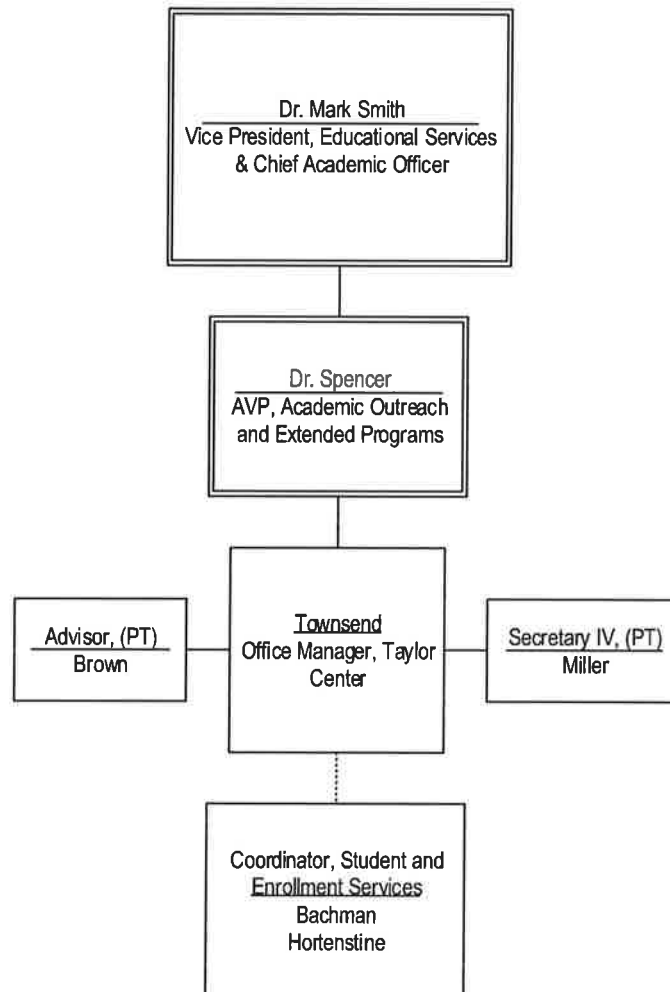 Dr. Mark Smith
Vice President, Educational Services
& Chief Academic Officer
Dr. Spencer
AVP, Academic Outreach
and Extended Programs
Advisor, (PT)
Brown
Townsend
Office Manager, Taylor
Center
Secretary IV, (PT)
Miller
Coordinator, Student and
Enrollment Services
Bachman
Hortenstine